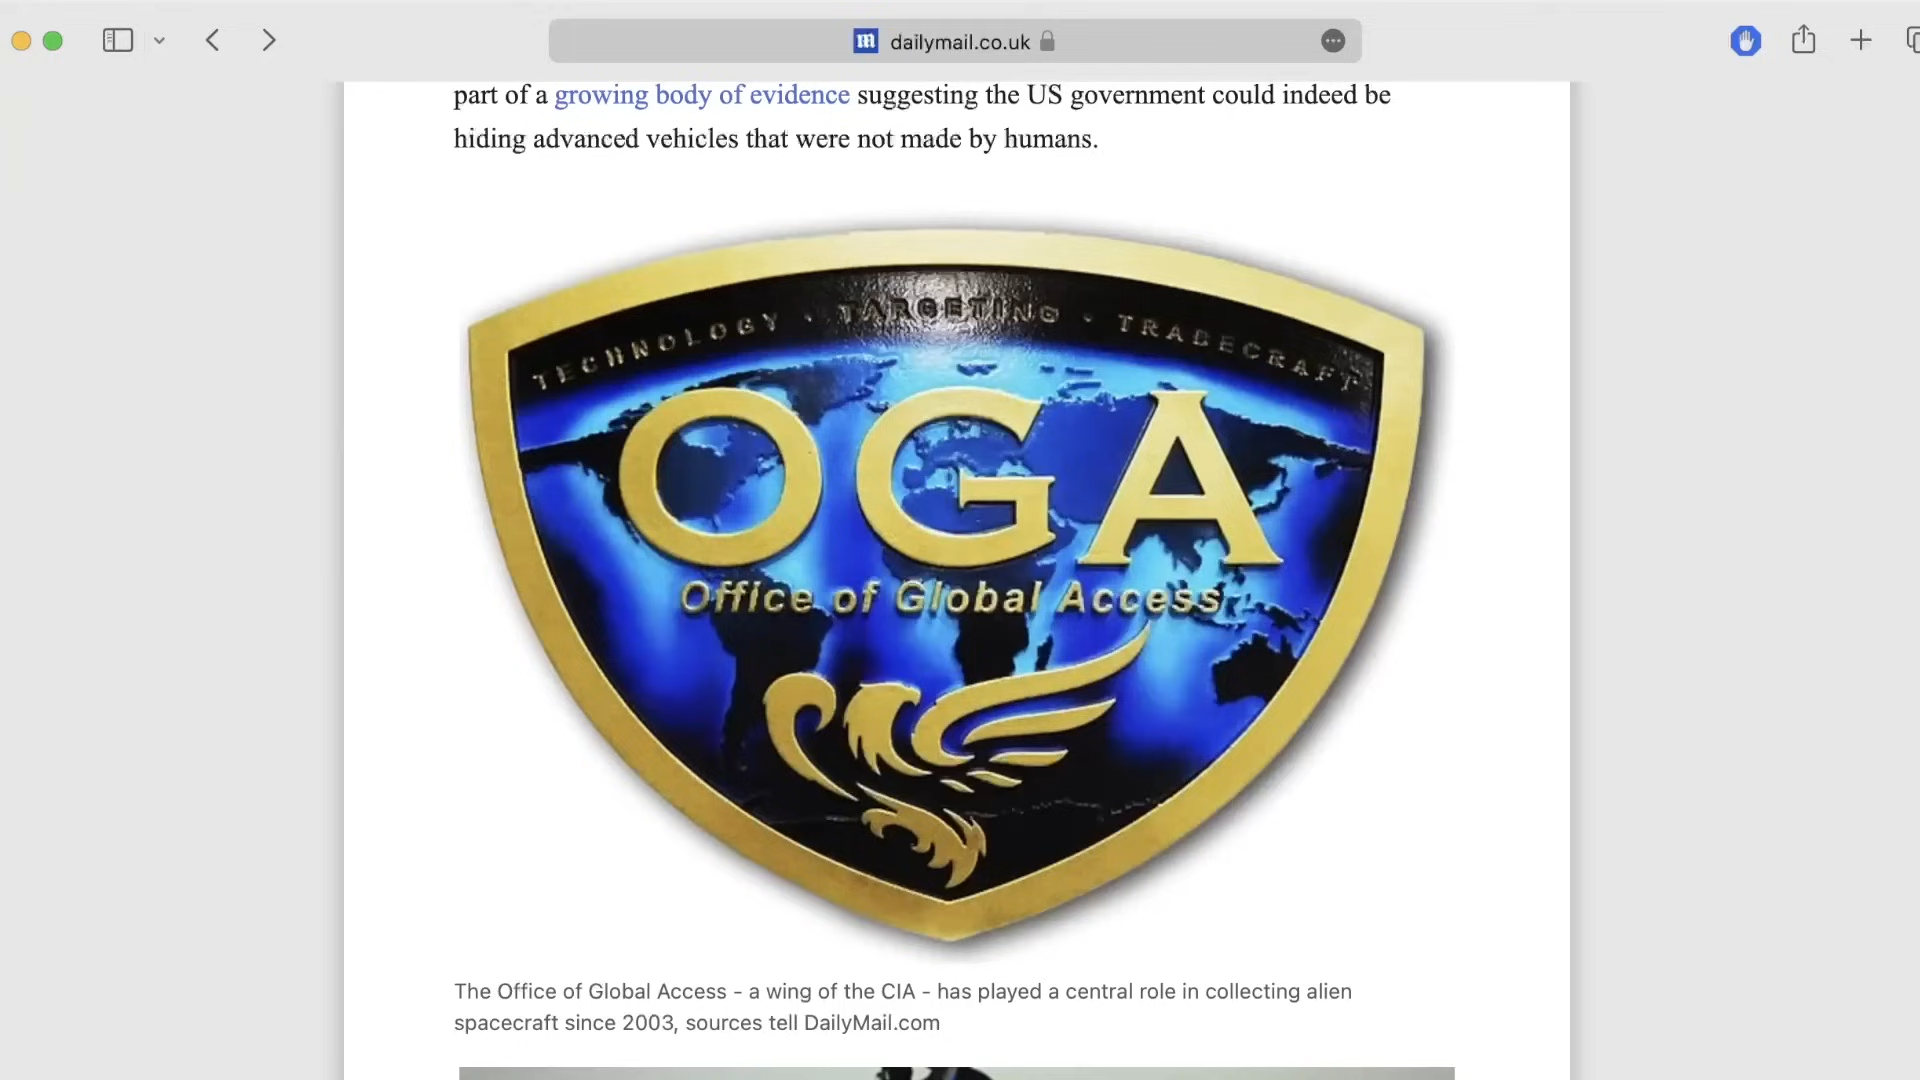 dailymail.co.uk
part of a growing body of evidence suggesting the US government could indeed be
hiding advanced vehicles that were not made by humans.
TECHNOLOGY · TARGETING · TRADECRAFT
OGA
Office of Global Access
The Office of Global Access - a wing of the CIA - has played a central role in collecting alien
spacecraft since 2003, sources tell DailyMail.com